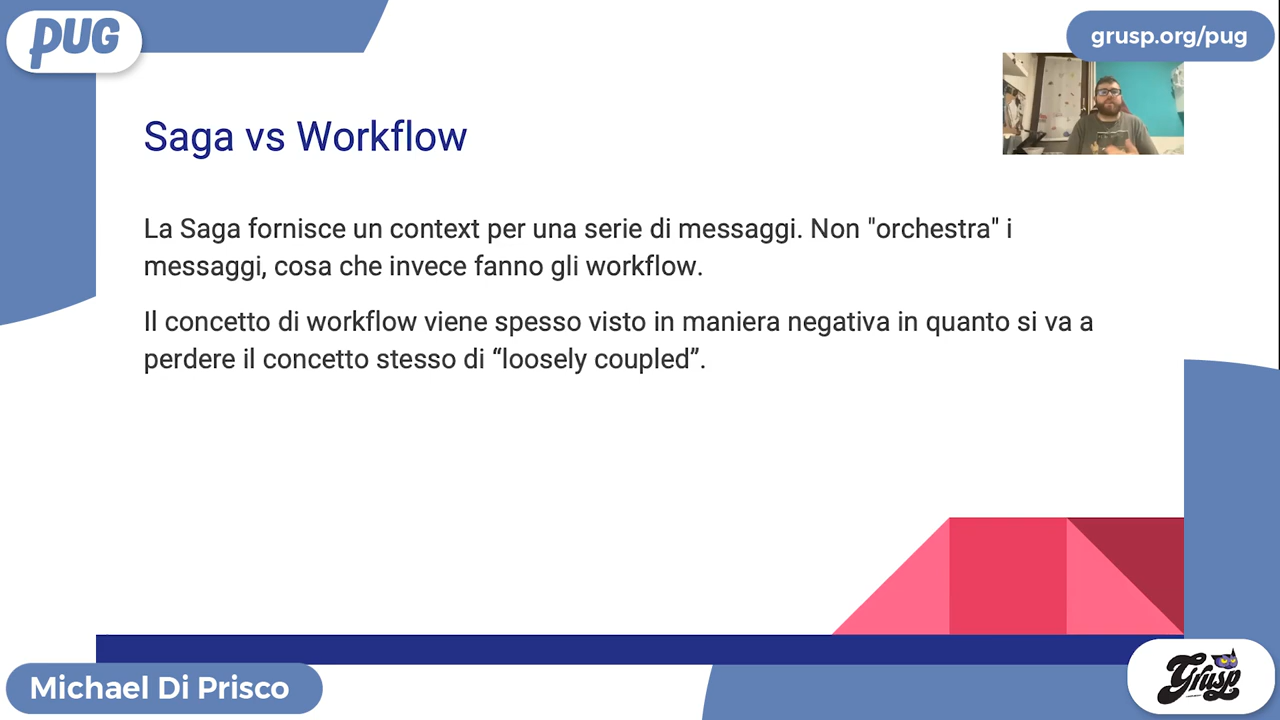 PUG
grusp.org/pug
Saga vs Workflow
La Saga fornisce un context per una serie di messaggi. Non "orchestra" i
messaggi, cosa che invece fanno gli workflow.
Il concetto di workflow viene spesso visto in maniera negativa in quanto si va a
perdere il concetto stesso di “loosely coupled”.
Michael Di Prisco
Grusp